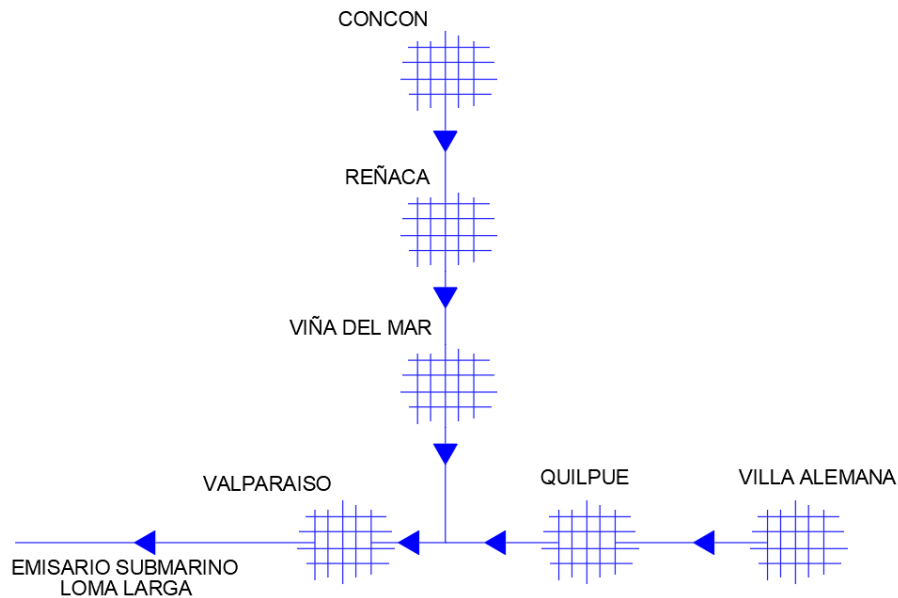 CONCON
REÑACA
VIÑA DEL MAR
VALPARAISO
QUILPUE
VILLA ALEMANA
EMISARIO SUBMARINO
LOMA LARGA